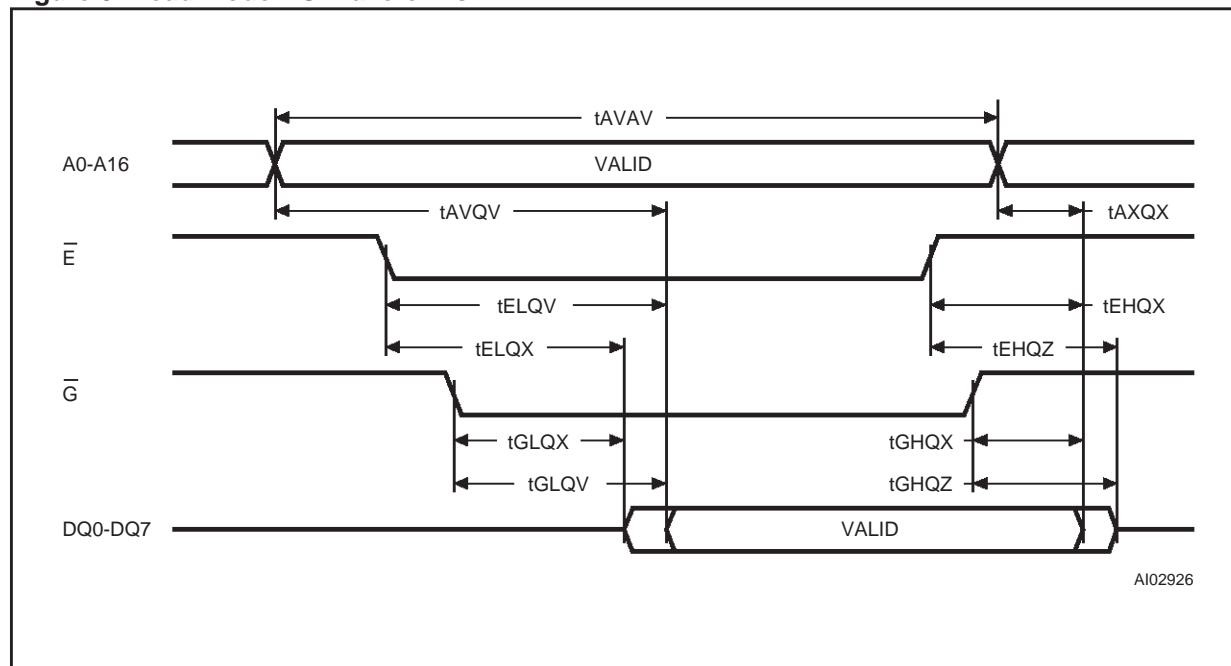 tAVAV
A0-A16
VALID
tAVQV
tAXQX
E
tELQV
tEHQX
tELQX
tEHQZ
G
tGLQX
tGHQX
tGLQV
tGHQZ
DQ0-DQ7
VALID
AI02926